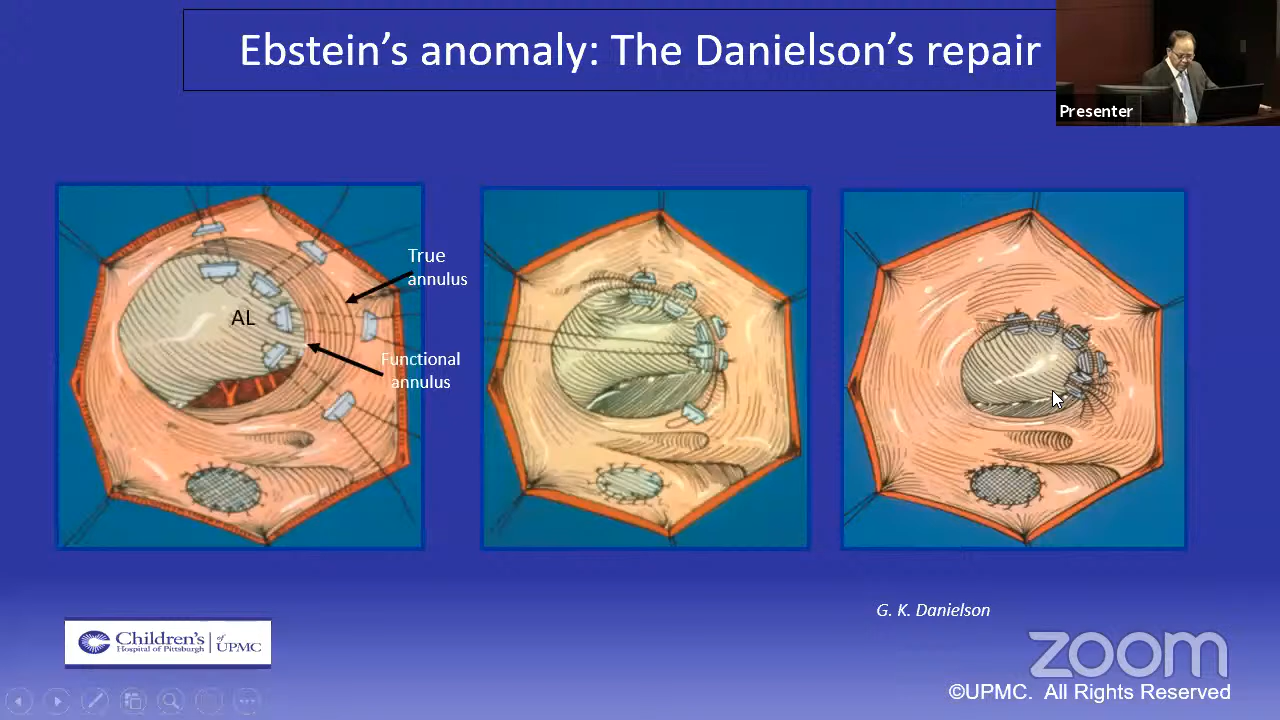 Ebstein’s anomaly: The Danielson’s repair
Presenter
True
annulus
AL
Functional
annulus
G. K. Danielson
Children's
Hospital of Pittsburgh
of
UPMC
zoom
©UPMC. All Rights Reserved